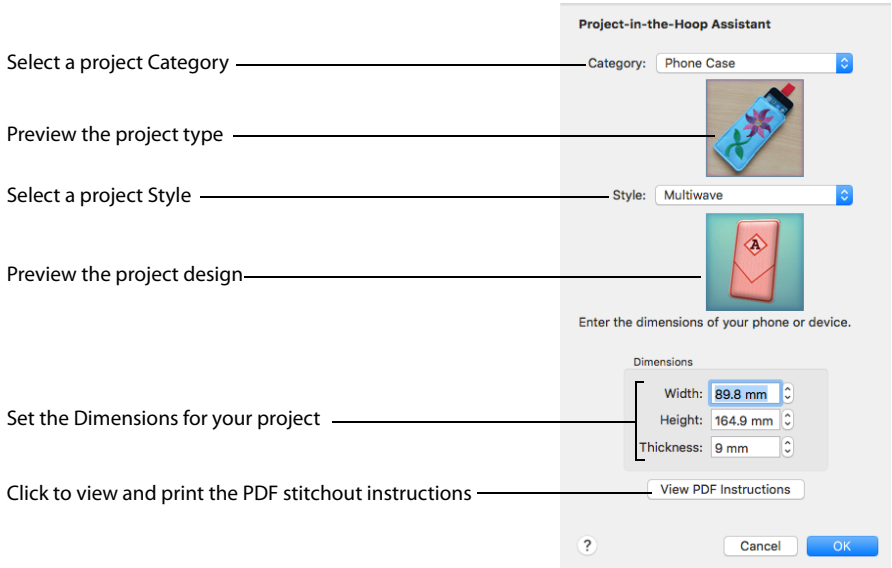 Project-in-the-Hoop Assistant
Select a project Category
Category: Phone Case
Preview the project type
Select a project Style
Style: Multiwave
A
Preview the project design
Enter the dimensions of your phone or device.
Dimensions
Width: 89.8 mm
Set the Dimensions for your project
Height: 164.9 mm
Thickness: 9 mm
Click to view and print the PDF stitchout instructions
View PDF Instructions
? Cancel OK